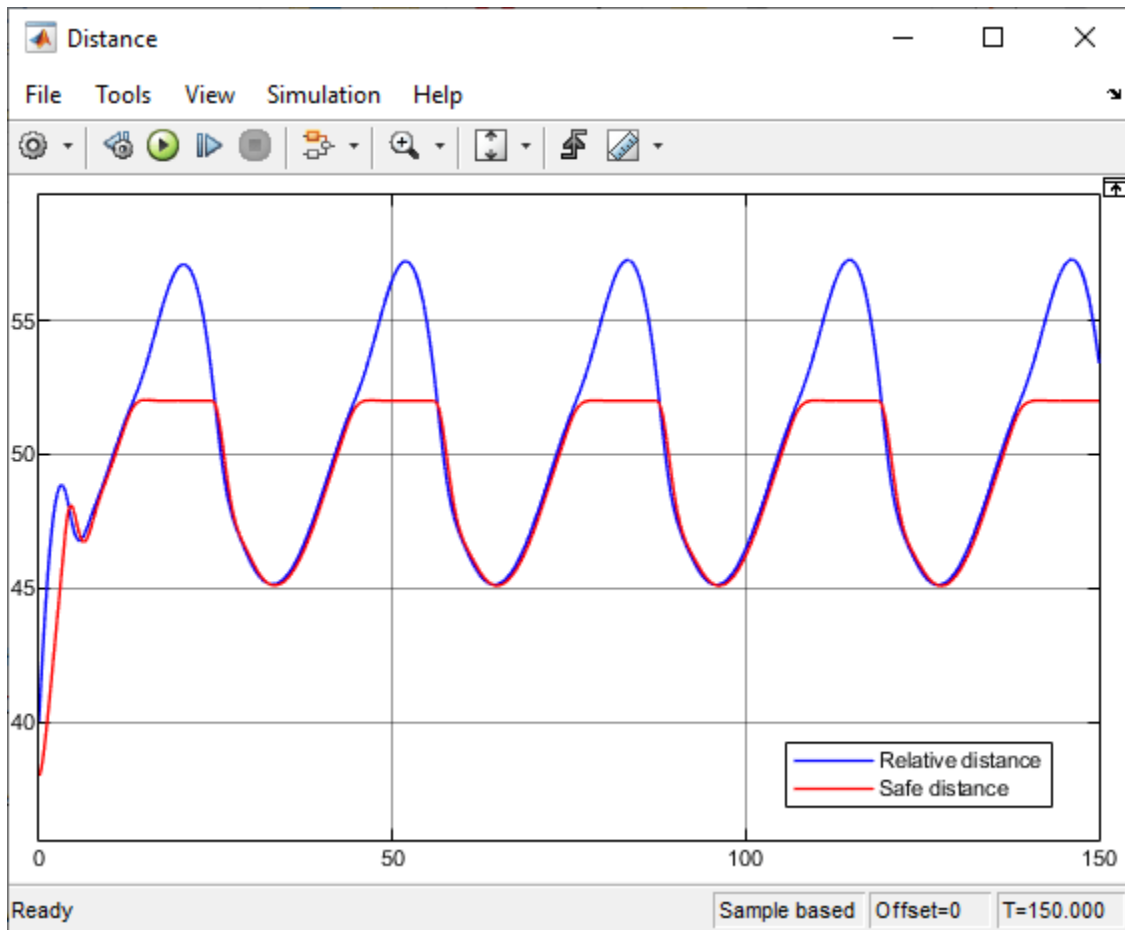 Distance
File Tools View Simulation Help
55
50
45
40
Relative distance
Safe distance
0 50 100 150
Ready Sample based Offset=0 T=150.000